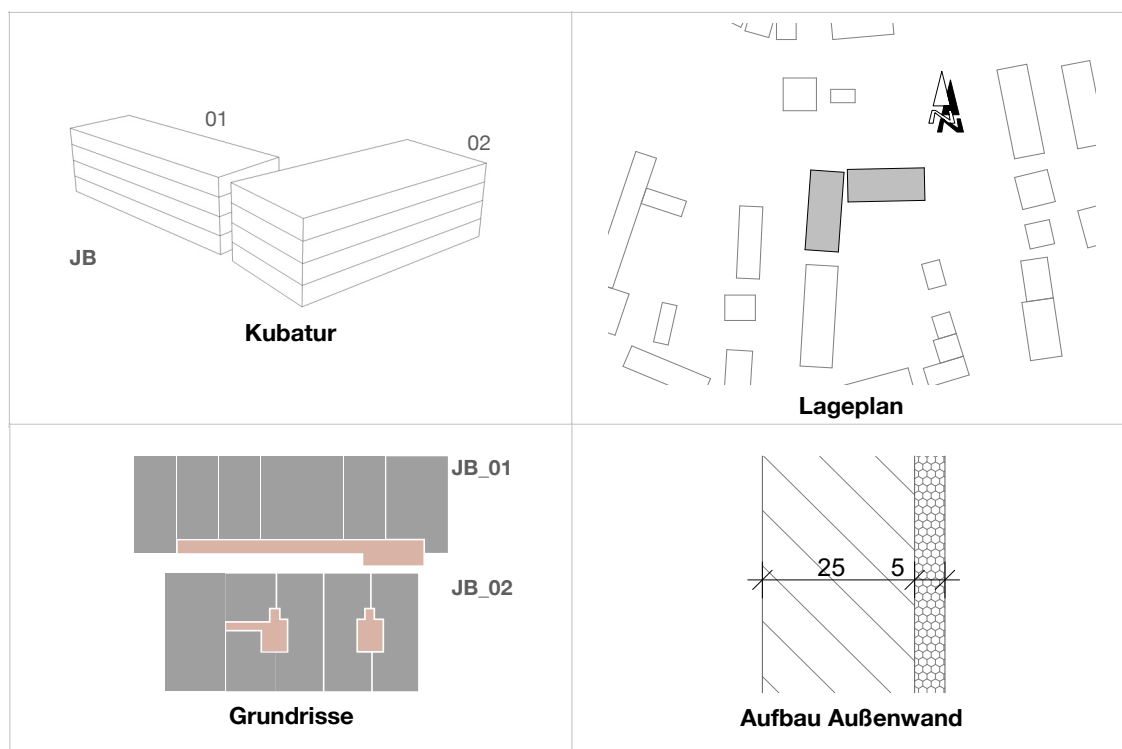 01
02
JB
Kubatur
N
Lageplan
JB_01
JB_02
Grundrisse
25 5
Aufbau Außenwand